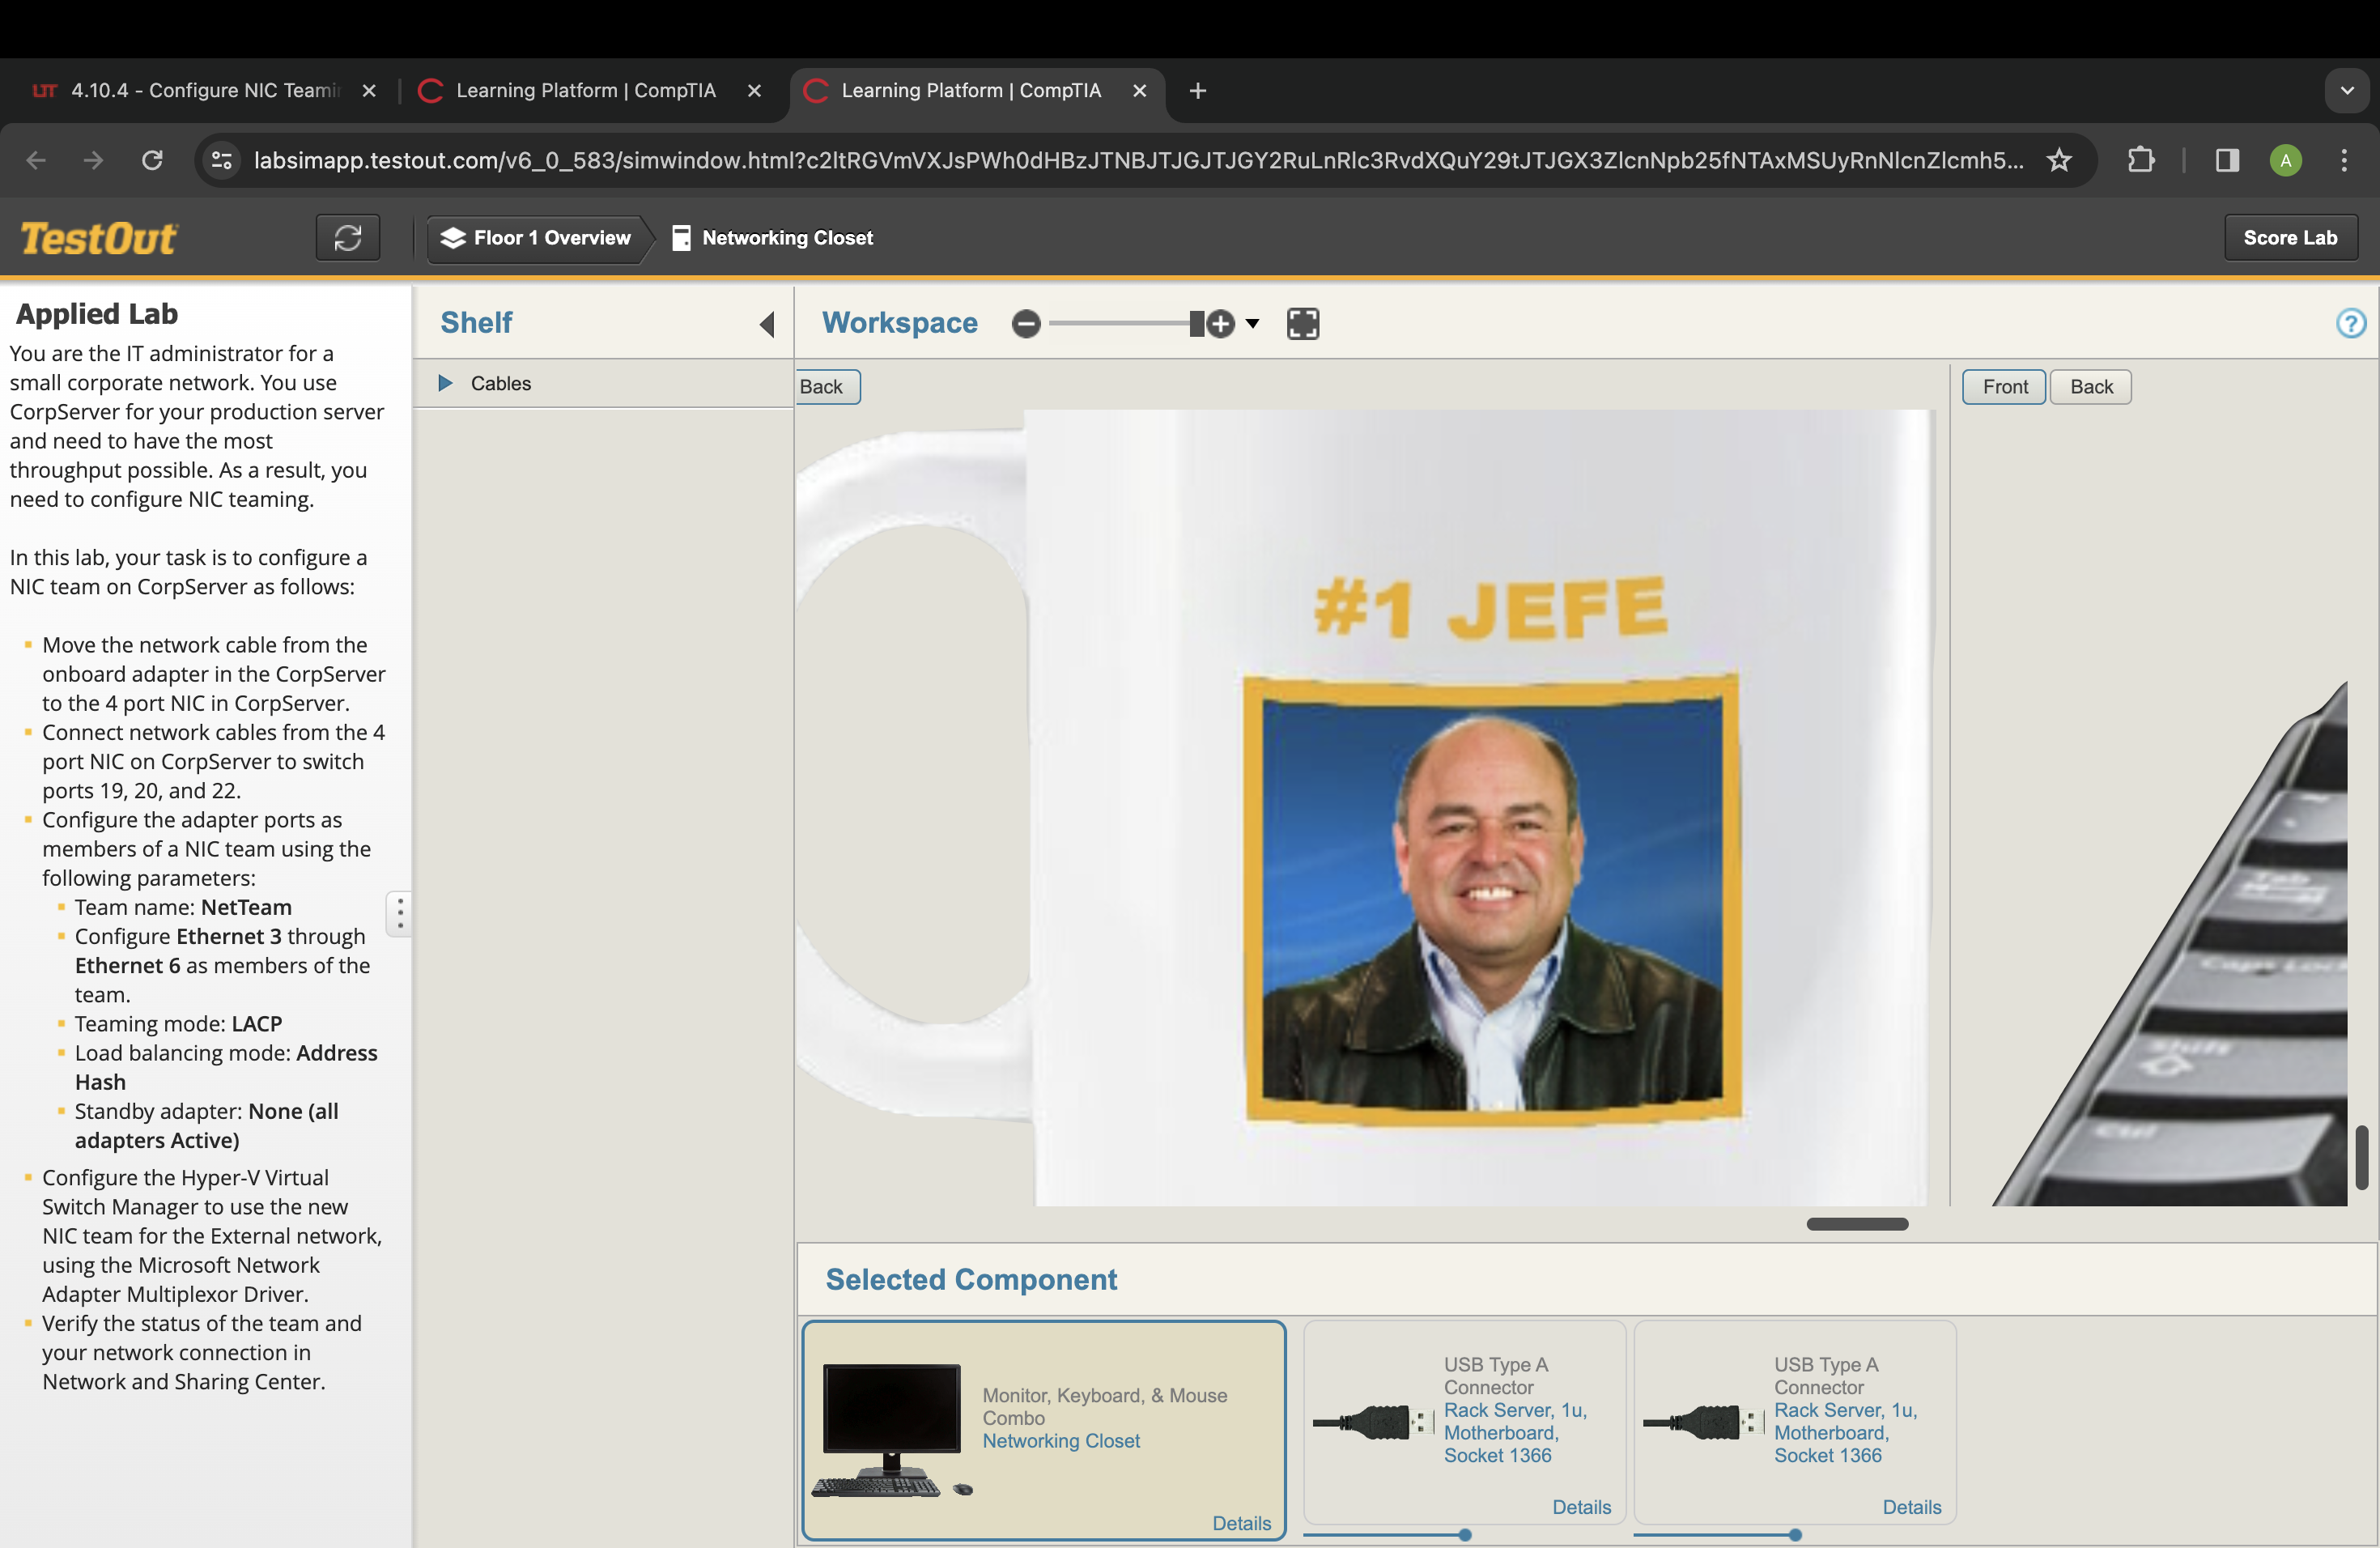 4.10.4 - Configure NIC Teami
Learning Platform | CompTIA
Learning Platform | CompTIA
labsimapp.testout.com/v6_0_583/simwindow.html?c2ltRGVmVXJsPWh0dHBzJTNBJTJGJTJGY2RuLnRlc3RvdXQuY29tJTJGX3ZlcnNpb25fNTAxMSUyRnNlcnZlcmh5...
A
TestOut
Floor 1 Overview
Networking Closet
Score Lab
Applied Lab
You are the IT administrator for a
small corporate network. You use
CorpServer for your production server
and need to have the most
throughput possible. As a result, you
need to configure NIC teaming.
In this lab, your task is to configure a
NIC team on CorpServer as follows:
Move the network cable from the
onboard adapter in the CorpServer
to the 4 port NIC in CorpServer.
Connect network cables from the 4
port NIC on CorpServer to switch
ports 19, 20, and 22.
Configure the adapter ports as
members of a NIC team using the
following parameters:
Team name: NetTeam
Configure Ethernet 3 through
Ethernet 6 as members of the
team.
Teaming mode: LACP
Load balancing mode: Address
Hash
Standby adapter: None (all
adapters Active)
Configure the Hyper-V Virtual
Switch Manager to use the new
NIC team for the External network,
using the Microsoft Network
Adapter Multiplexor Driver.
Verify the status of the team and
your network connection in
Network and Sharing Center.
Shelf
Cables
Workspace
?
Back
#1 JEFE
Front
Back
Tab
Caps Lock
Shift
Ctrl
Selected Component
Monitor, Keyboard, & Mouse
Combo
Networking Closet
Details
USB Type A
Connector
Rack Server, 1u,
Motherboard,
Socket 1366
Details
USB Type A
Connector
Rack Server, 1u,
Motherboard,
Socket 1366
Details